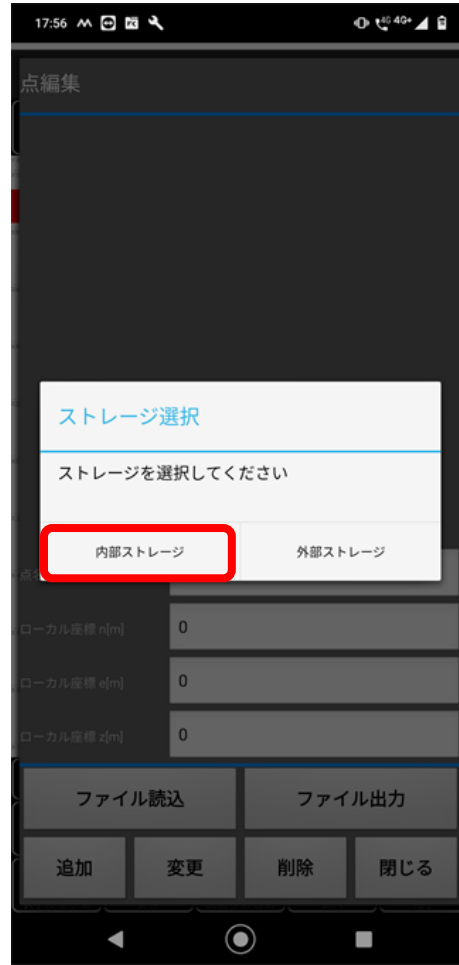 17:56
4G 4G+
点編集
ストレージ選択
ストレージを選択してください
内部ストレージ
外部ストレージ
点名
ローカル座標 n[m]
0
ローカル座標 e[m]
0
ローカル座標 z[m]
0
ファイル読込
ファイル出力
追加
変更
削除
閉じる